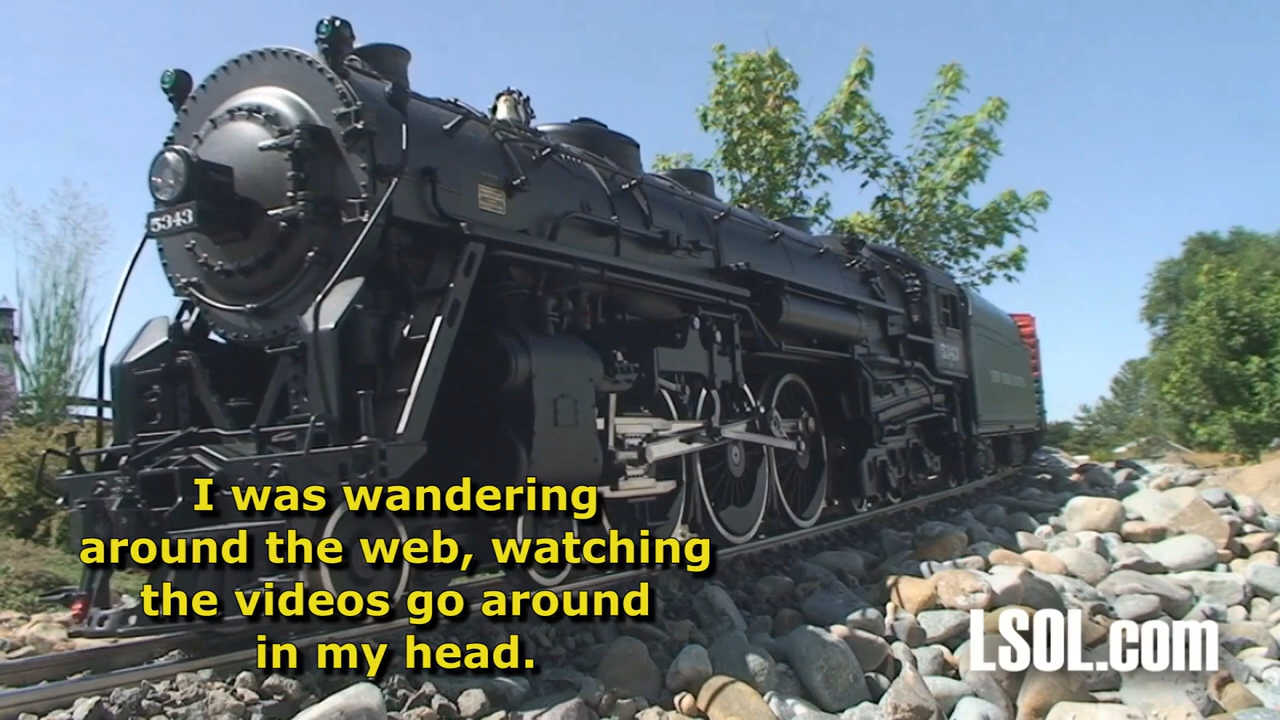 5343
I was wandering
around the web, watching
the videos go around
in my head.
LSOL.com